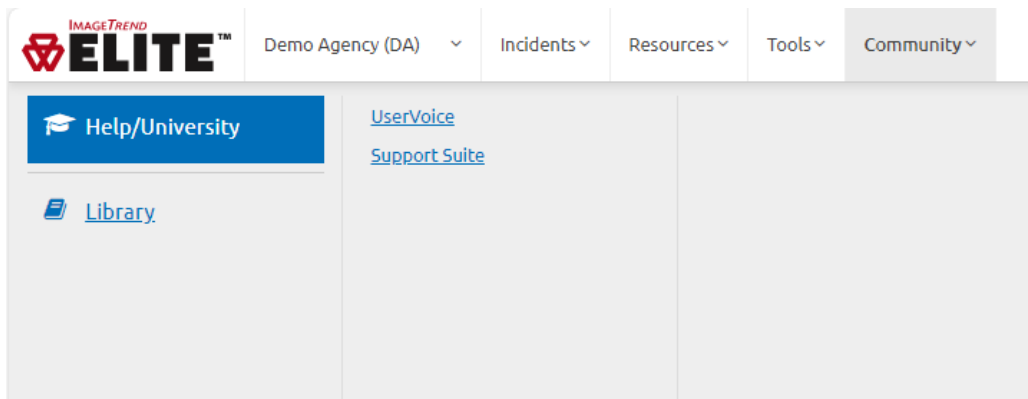 IMAGETREND
ELITE™
Demo Agency (DA)
Incidents
Resources
Tools
Community
Help/University
UserVoice
Support Suite
Library